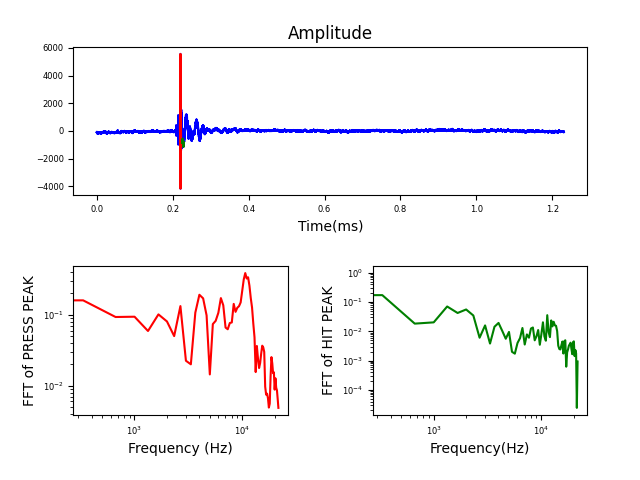 Amplitude
6000
4000
2000
0
−2000
−4000
0.0 0.2 0.4 0.6 0.8 1.0 1.2
Time(ms)
FFT of PRESS PEAK
10⁻¹
10⁻²
10³ 10⁴
Frequency (Hz)
FFT of HIT PEAK
10⁰
10⁻¹
10⁻²
10⁻³
10⁻⁴
10³ 10⁴
Frequency(Hz)